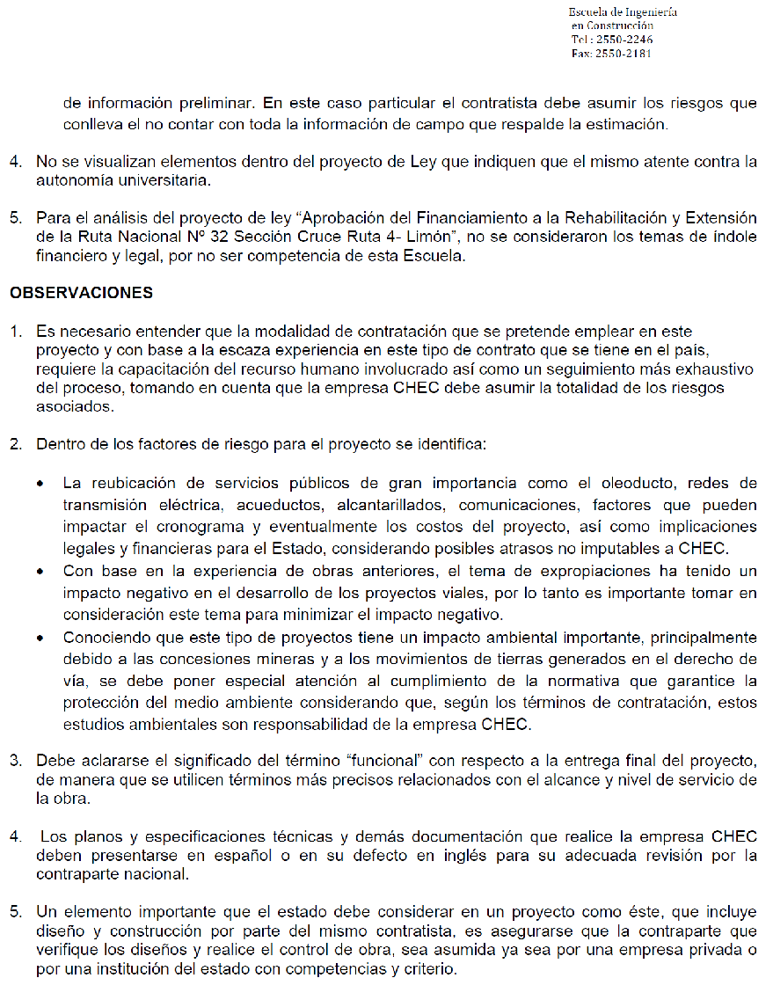 Escuela de Ingeniería
en Construcción
Tel : 2550-2246
Fax: 2550-2181
de información preliminar. En este caso particular el contratista debe asumir los riesgos que
conlleva el no contar con toda la información de campo que respalde la estimación.
4. No se visualizan elementos dentro del proyecto de Ley que indiquen que el mismo atente contra la
autonomía universitaria.
5. Para el análisis del proyecto de ley “Aprobación del Financiamiento a la Rehabilitación y Extensión
de la Ruta Nacional Nº 32 Sección Cruce Ruta 4- Limón”, no se consideraron los temas de índole
financiero y legal, por no ser competencia de esta Escuela.
OBSERVACIONES
1. Es necesario entender que la modalidad de contratación que se pretende emplear en este
proyecto y con base a la escaza experiencia en este tipo de contrato que se tiene en el país,
requiere la capacitación del recurso humano involucrado así como un seguimiento más exhaustivo
del proceso, tomando en cuenta que la empresa CHEC debe asumir la totalidad de los riesgos
asociados.
2. Dentro de los factores de riesgo para el proyecto se identifica:
• La reubicación de servicios públicos de gran importancia como el oleoducto, redes de
transmisión eléctrica, acueductos, alcantarillados, comunicaciones, factores que pueden
impactar el cronograma y eventualmente los costos del proyecto, así como implicaciones
legales y financieras para el Estado, considerando posibles atrasos no imputables a CHEC.
• Con base en la experiencia de obras anteriores, el tema de expropiaciones ha tenido un
impacto negativo en el desarrollo de los proyectos viales, por lo tanto es importante tomar en
consideración este tema para minimizar el impacto negativo.
• Conociendo que este tipo de proyectos tiene un impacto ambiental importante, principalmente
debido a las concesiones mineras y a los movimientos de tierras generados en el derecho de
vía, se debe poner especial atención al cumplimiento de la normativa que garantice la
protección del medio ambiente considerando que, según los términos de contratación, estos
estudios ambientales son responsabilidad de la empresa CHEC.
3. Debe aclararse el significado del término “funcional” con respecto a la entrega final del proyecto,
de manera que se utilicen términos más precisos relacionados con el alcance y nivel de servicio de
la obra.
4. Los planos y especificaciones técnicas y demás documentación que realice la empresa CHEC
deben presentarse en español o en su defecto en inglés para su adecuada revisión por la
contraparte nacional.
5. Un elemento importante que el estado debe considerar en un proyecto como éste, que incluye
diseño y construcción por parte del mismo contratista, es asegurarse que la contraparte que
verifique los diseños y realice el control de obra, sea asumida ya sea por una empresa privada o
por una institución del estado con competencias y criterio.